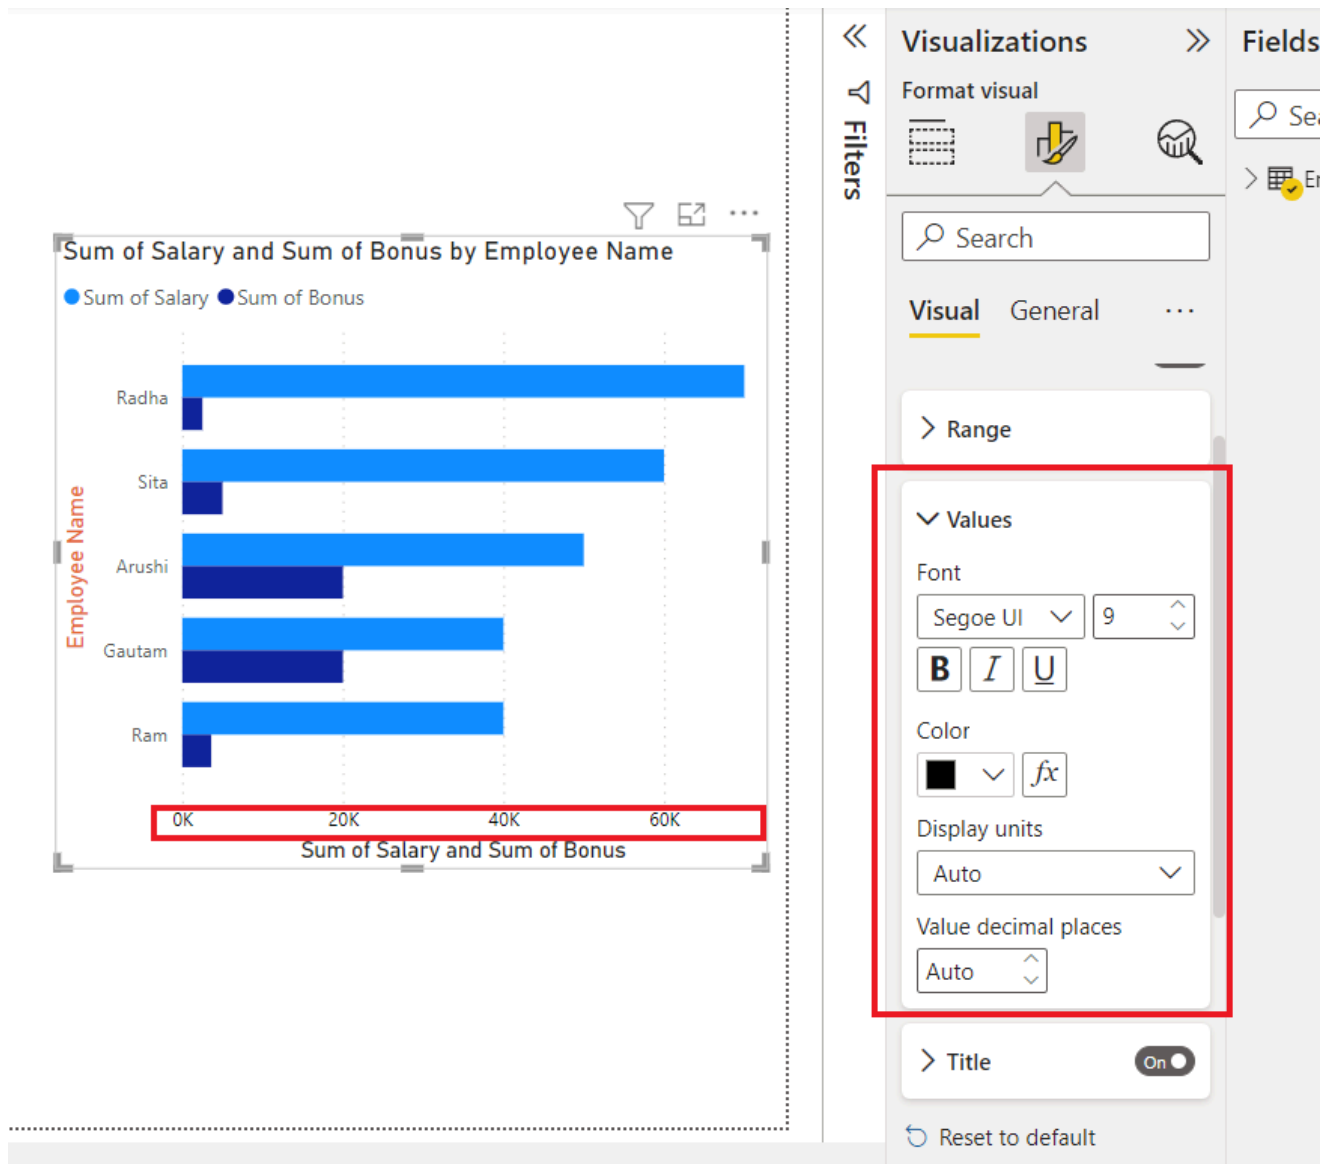 Visualizations
Fields
Format visual
Filters
Search
Visual General
Range
Values
Font
Segoe UI 9
B I U
Color
fx
Display units
Auto
Value decimal places
Auto
Title On
Reset to default
Sum of Salary and Sum of Bonus by Employee Name
Sum of Salary Sum of Bonus
Employee Name
Radha
Sita
Arushi
Gautam
Ram
0K 20K 40K 60K
Sum of Salary and Sum of Bonus